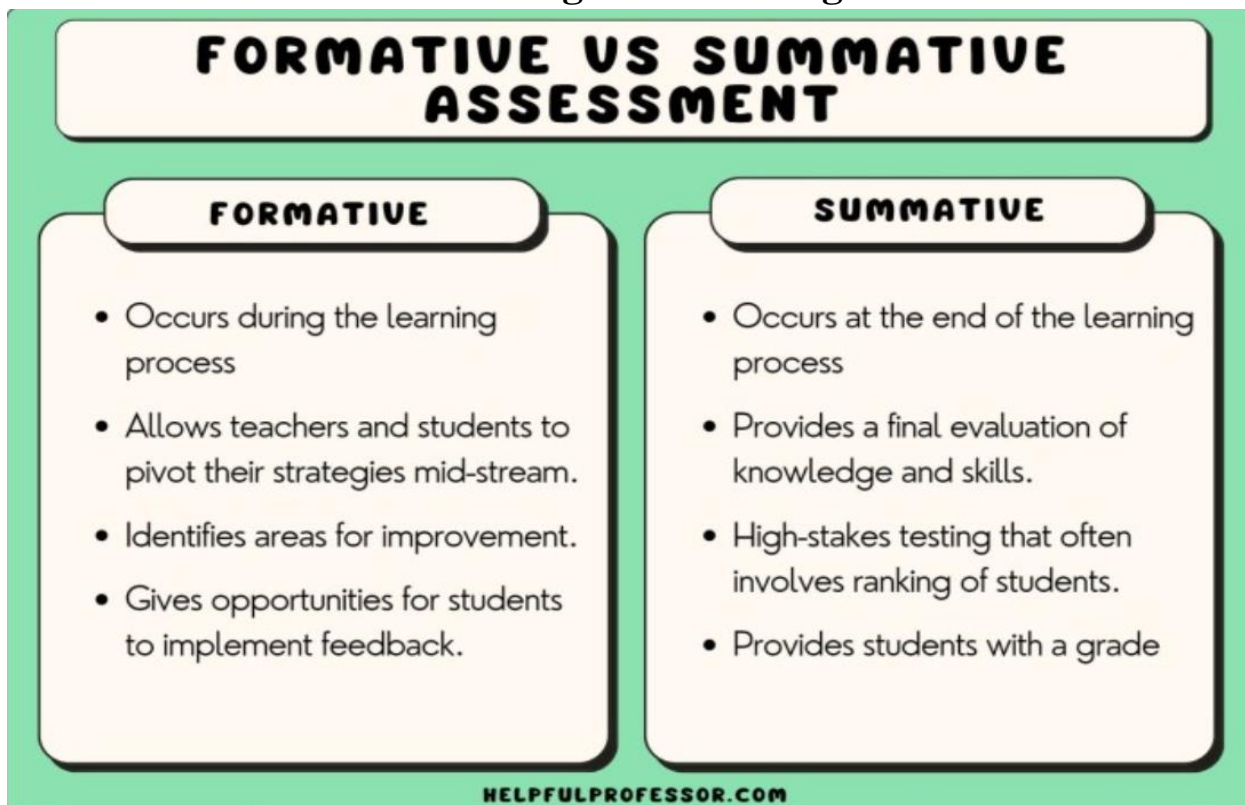 FORMATIVE VS SUMMATIVE
ASSESSMENT
FORMATIVE
• Occurs during the learning
process
• Allows teachers and students to
pivot their strategies mid-stream.
• Identifies areas for improvement.
• Gives opportunities for students
to implement feedback.
SUMMATIVE
• Occurs at the end of the learning
process
• Provides a final evaluation of
knowledge and skills.
• High-stakes testing that often
involves ranking of students.
• Provides students with a grade
HELPFULPROFESSOR.COM